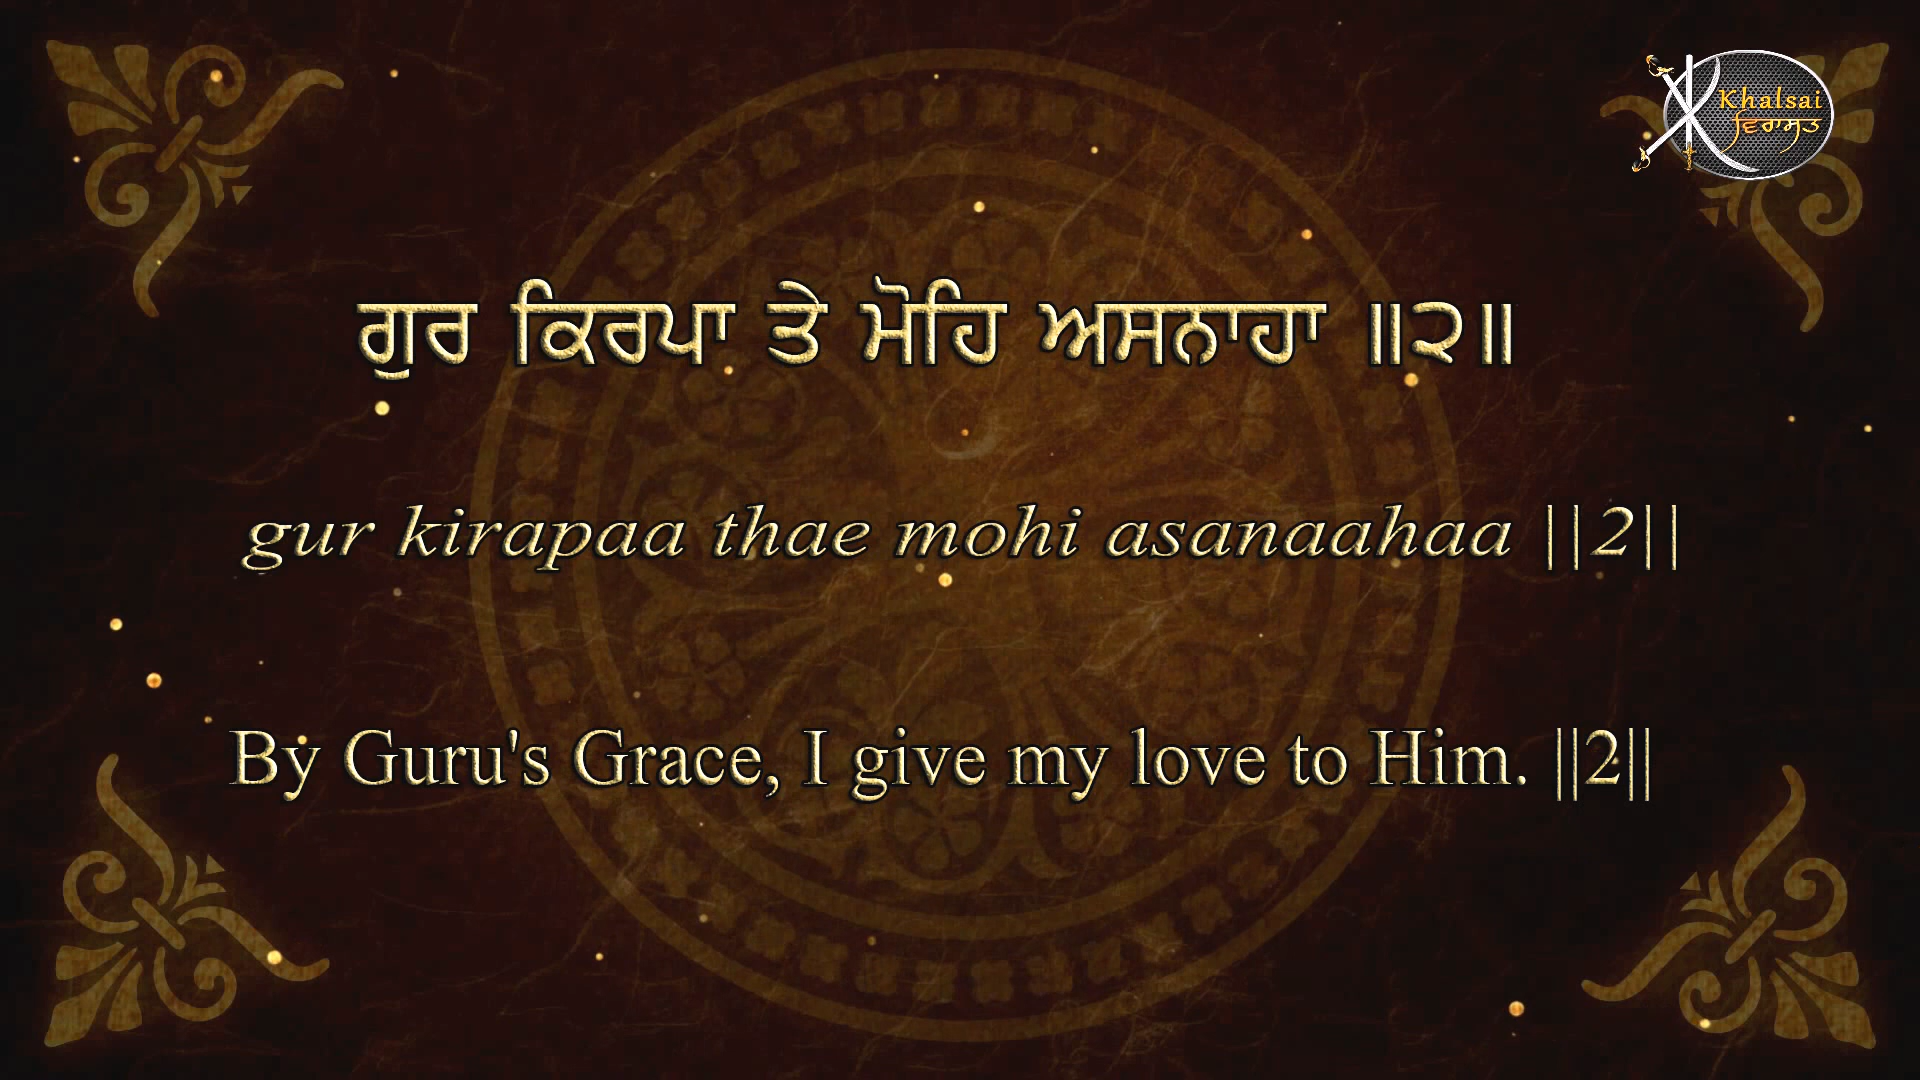 Khalsai
ਵਿਰਾਸਤ
ਗੁਰ ਕਿਰਪਾ ਤੇ ਮੋਹਿ ਅਸਨਾਹਾ ॥੨॥
gur kirapaa thae mohi asanaahaa ||2||
By Guru's Grace, I give my love to Him. ||2||